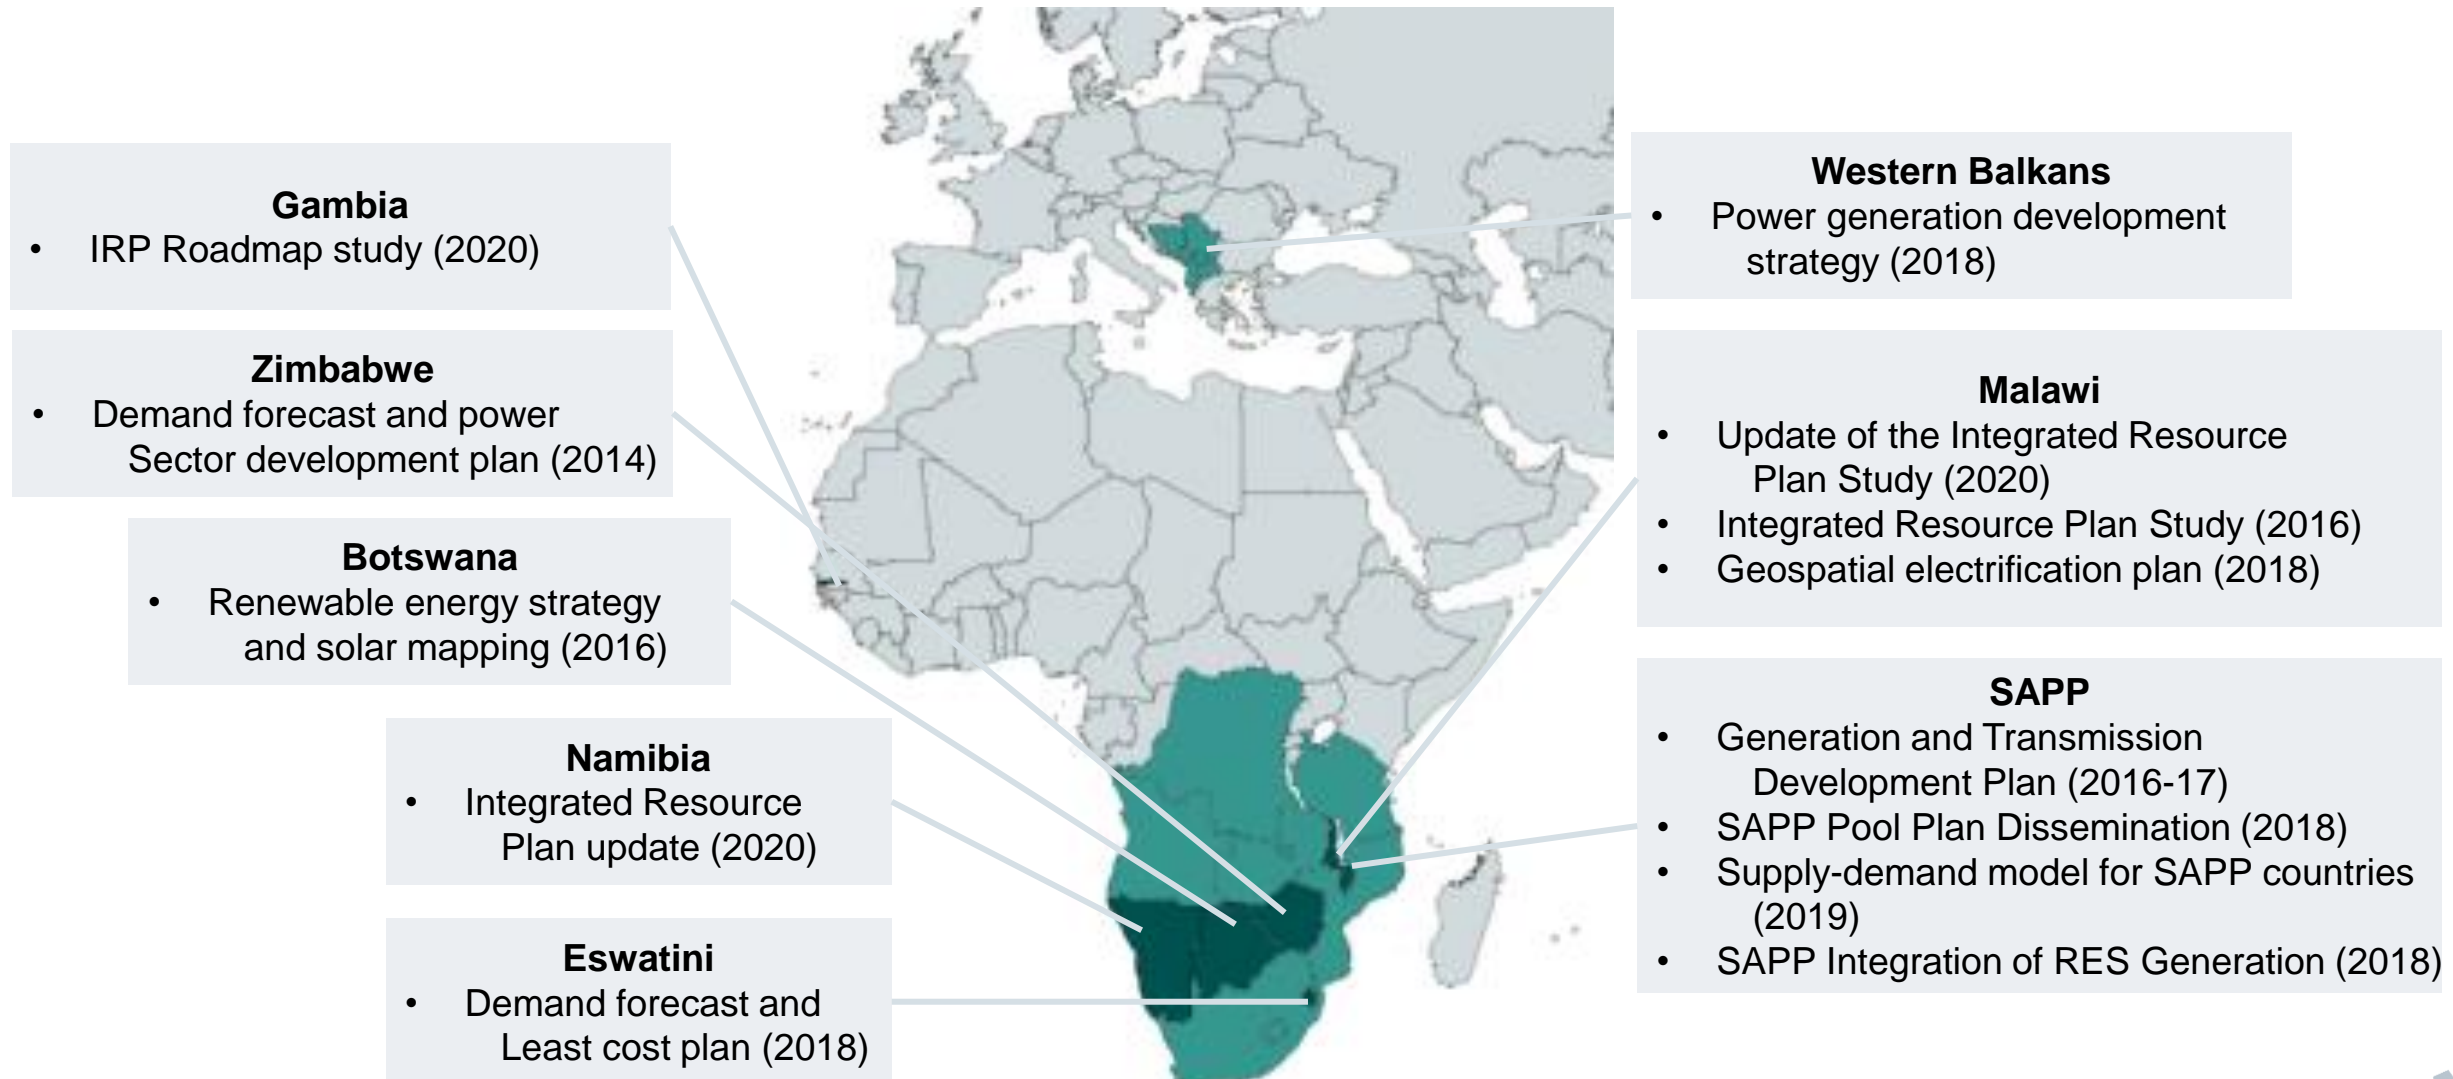 Gambia
• IRP Roadmap study (2020)
Zimbabwe
• Demand forecast and power
Sector development plan (2014)
Botswana
• Renewable energy strategy
and solar mapping (2016)
Namibia
• Integrated Resource
Plan update (2020)
Eswatini
• Demand forecast and
Least cost plan (2018)
Western Balkans
• Power generation development
strategy (2018)
Malawi
• Update of the Integrated Resource
Plan Study (2020)
• Integrated Resource Plan Study (2016)
• Geospatial electrification plan (2018)
SAPP
• Generation and Transmission
Development Plan (2016-17)
• SAPP Pool Plan Dissemination (2018)
• Supply-demand model for SAPP countries
(2019)
• SAPP Integration of RES Generation (2018)